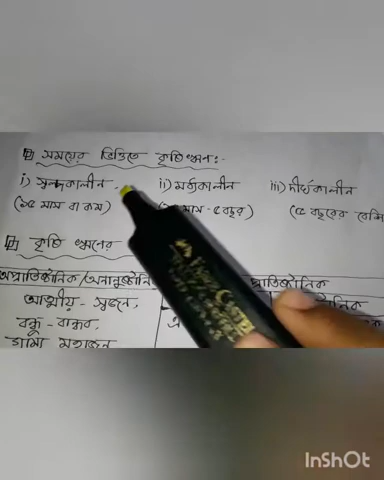 সময়ের ভিত্তিতে কৃষিঋণ:-
i) স্বল্পকালীন ii) মধ্যকালীন iii) দীর্ঘকালীন
(১৫ মাস বা কম) মাস - ৫ বছর) (৫ বছরের বেশি
কৃষি ঋণের
অপ্রাতিষ্ঠানিক/অনানুষ্ঠানি প্রাতিষ্ঠানিক
আত্মীয় - স্বজন,
বন্ধু - বান্ধব,
গ্রাম্য মহাজন
InShOt